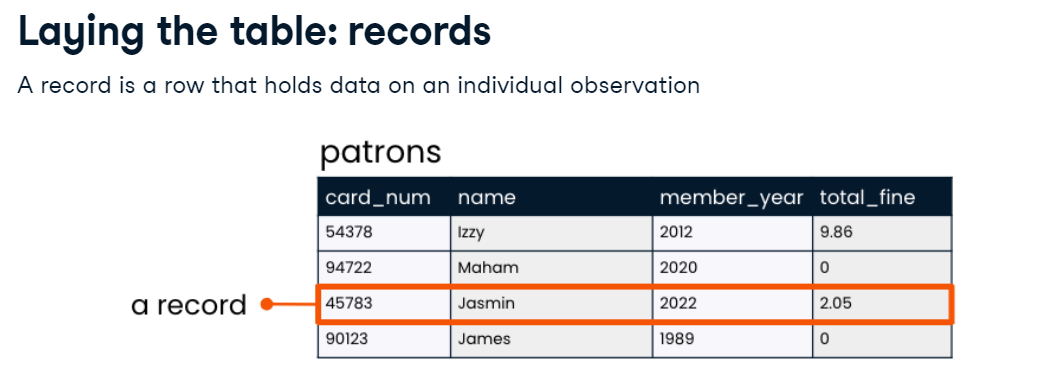 Laying the table: records
A record is a row that holds data on an individual observation
patrons
card_num name member_year total_fine
54378 Izzy 2012 9.86
94722 Maham 2020 0
a record 45783 Jasmin 2022 2.05
90123 James 1989 0